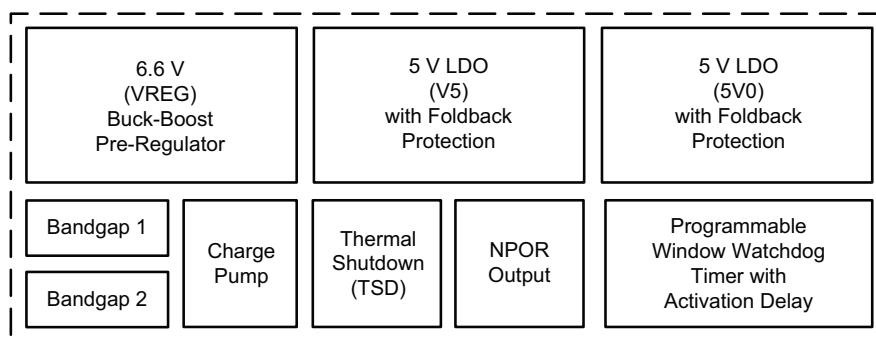 6.6 V
(VREG)
Buck-Boost
Pre-Regulator
5 V LDO
(V5)
with Foldback
Protection
5 V LDO
(5V0)
with Foldback
Protection
Bandgap 1
Bandgap 2
Charge
Pump
Thermal
Shutdown
(TSD)
NPOR
Output
Programmable
Window Watchdog
Timer with
Activation Delay